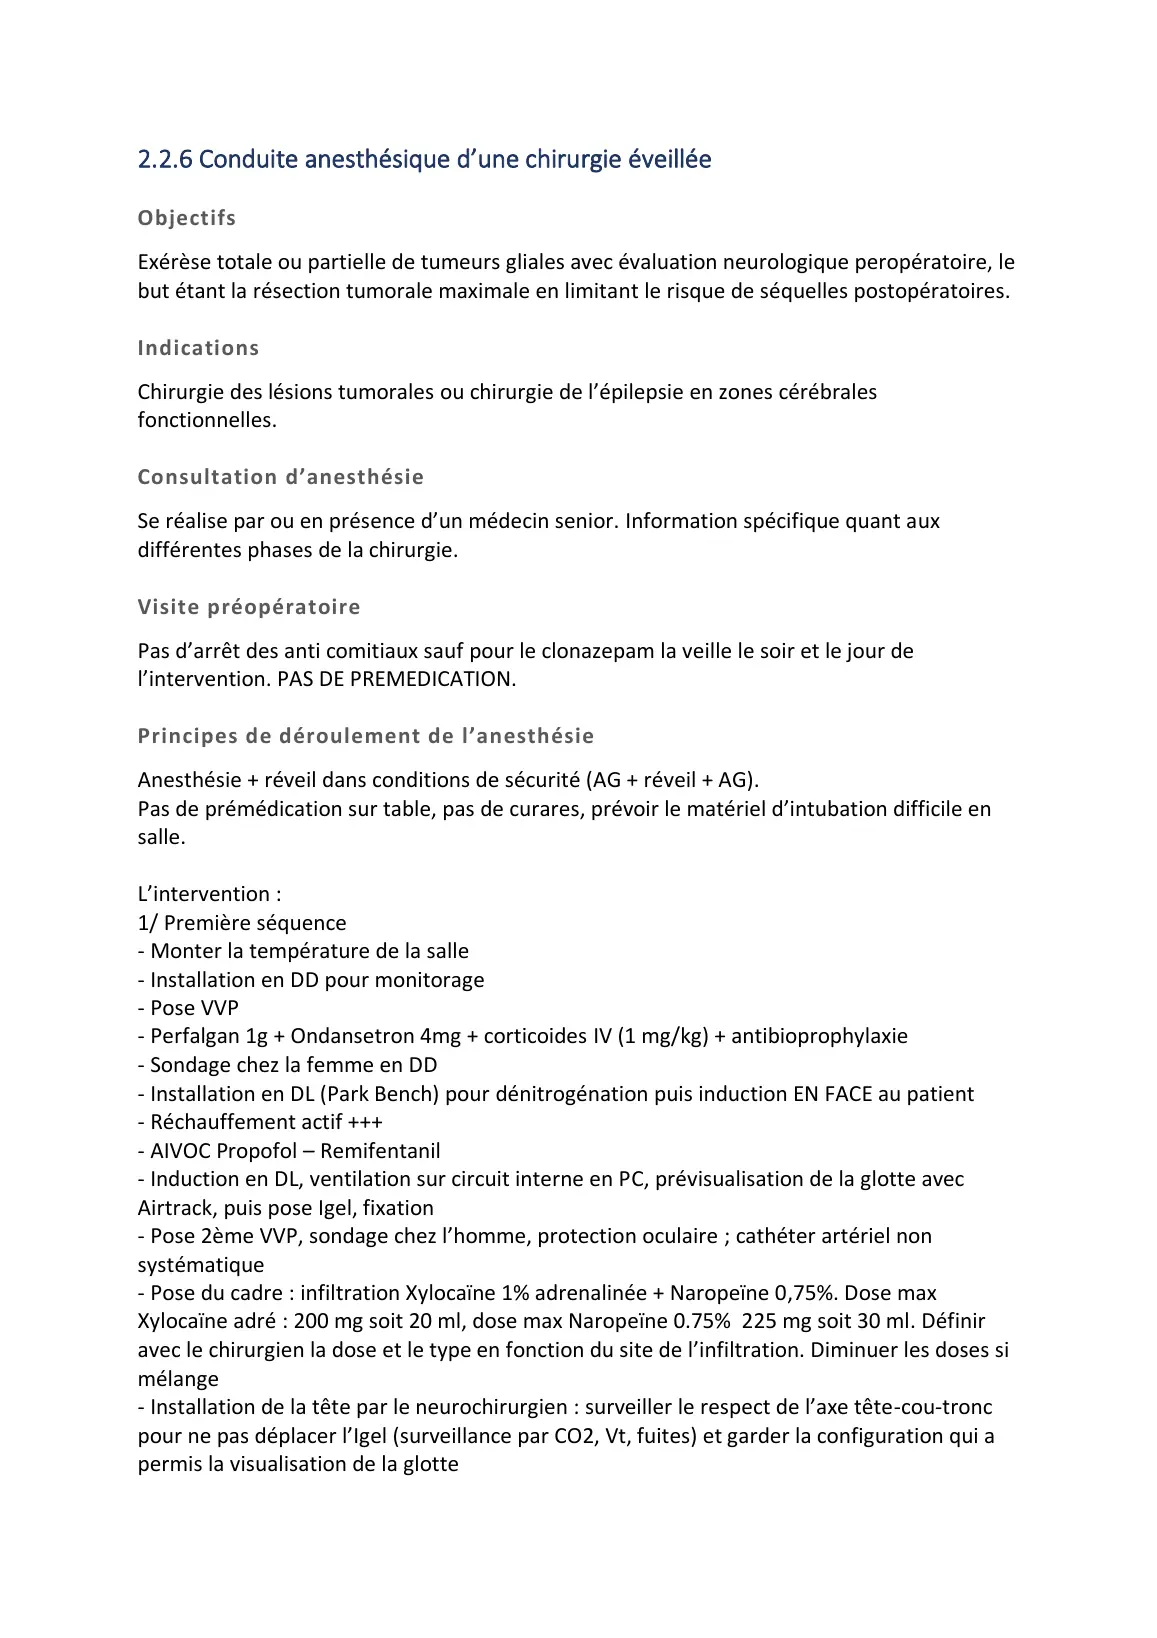 2.2.6 Conduite anesthésique d’une chirurgie éveillée
Objectifs
Exérèse totale ou partielle de tumeurs gliales avec évaluation neurologique peropératoire, le
but étant la résection tumorale maximale en limitant le risque de séquelles postopératoires.
Indications
Chirurgie des lésions tumorales ou chirurgie de l’épilepsie en zones cérébrales
fonctionnelles.
Consultation d’anesthésie
Se réalise par ou en présence d’un médecin senior. Information spécifique quant aux
différentes phases de la chirurgie.
Visite préopératoire
Pas d’arrêt des anti comitiaux sauf pour le clonazepam la veille le soir et le jour de
l’intervention. PAS DE PREMEDICATION.
Principes de déroulement de l’anesthésie
Anesthésie + réveil dans conditions de sécurité (AG + réveil + AG).
Pas de prémédication sur table, pas de curares, prévoir le matériel d’intubation difficile en
salle.
L’intervention :
1/ Première séquence
- Monter la température de la salle
- Installation en DD pour monitorage
- Pose VVP
- Perfalgan 1g + Ondansetron 4mg + corticoides IV (1 mg/kg) + antibioprophylaxie
- Sondage chez la femme en DD
- Installation en DL (Park Bench) pour dénitrogénation puis induction EN FACE au patient
- Réchauffement actif +++
- AIVOC Propofol – Remifentanil
- Induction en DL, ventilation sur circuit interne en PC, prévisualisation de la glotte avec
Airtrack, puis pose Igel, fixation
- Pose 2ème VVP, sondage chez l’homme, protection oculaire ; cathéter artériel non
systématique
- Pose du cadre : infiltration Xylocaïne 1% adrenalinée + Naropeïne 0,75%. Dose max
Xylocaïne adré : 200 mg soit 20 ml, dose max Naropeïne 0.75%  225 mg soit 30 ml. Définir
avec le chirurgien la dose et le type en fonction du site de l’infiltration. Diminuer les doses si
mélange
- Installation de la tête par le neurochirurgien : surveiller le respect de l’axe tête-cou-tronc
pour ne pas déplacer l’Igel (surveillance par CO2, Vt, fuites) et garder la configuration qui a
permis la visualisation de la glotte